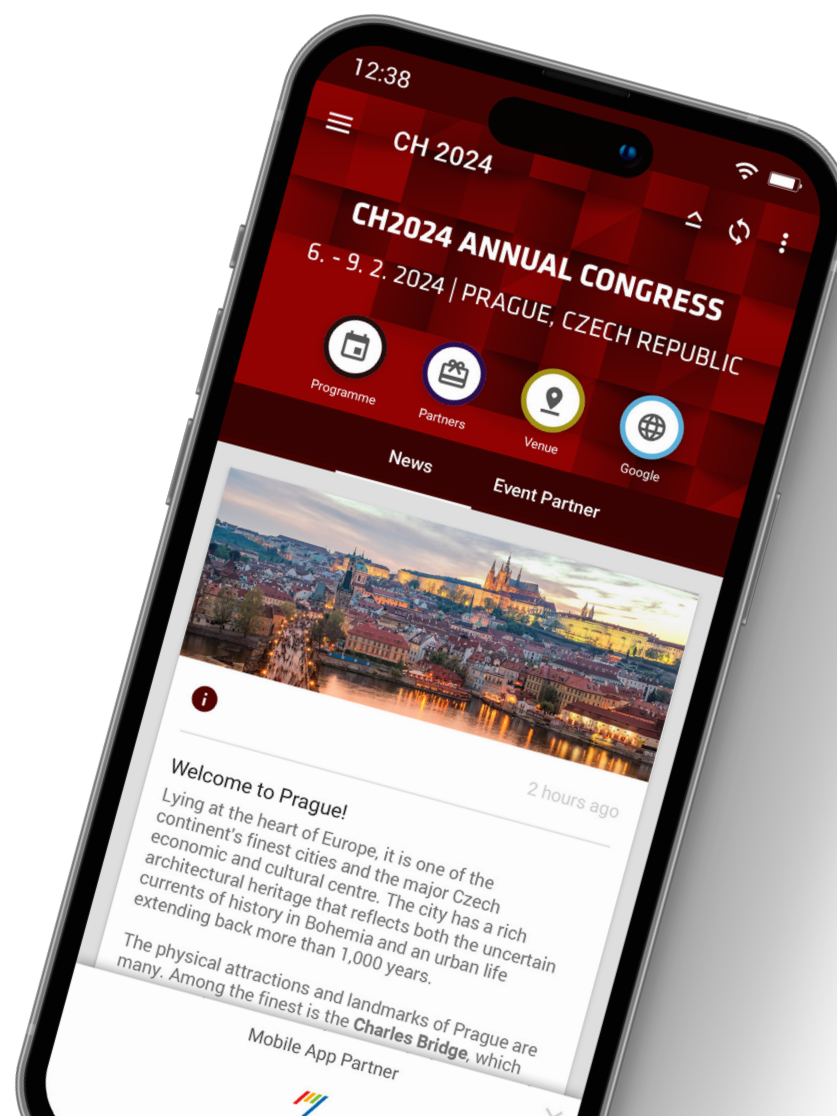 12:38
CH 2024
CH2024 ANNUAL CONGRESS
6. - 9. 2. 2024 | PRAGUE, CZECH REPUBLIC
Programme
Partners
Venue
Google
News
Event Partner
2 hours ago
Welcome to Prague!
Lying at the heart of Europe, it is one of the
continent's finest cities and the major Czech
economic and cultural centre. The city has a rich
architectural heritage that reflects both the uncertain
currents of history in Bohemia and an urban life
extending back more than 1,000 years.
The physical attractions and landmarks of Prague are
many. Among the finest is the Charles Bridge, which
Mobile App Partner